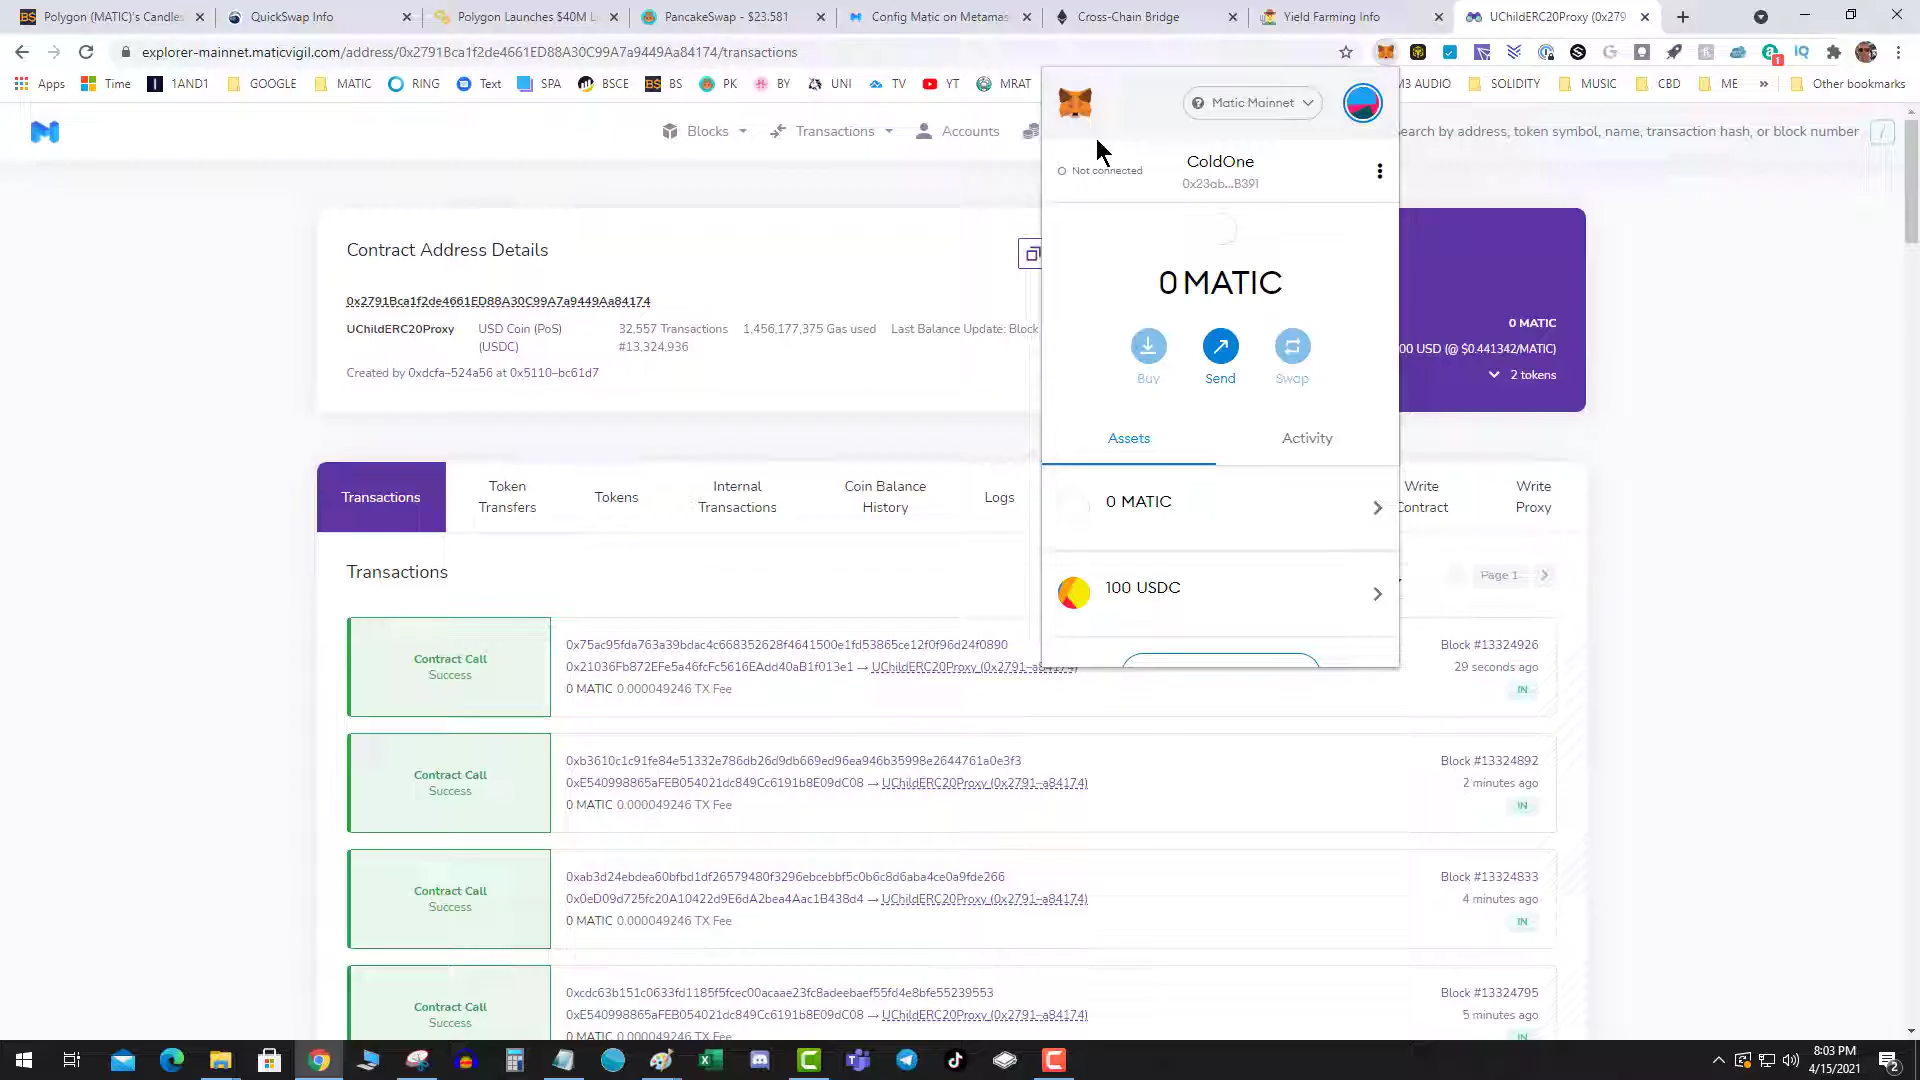 Polygon (MATIC)'s Candles
QuickSwap Info
Polygon Launches $40M L
PancakeSwap - $23.581
Config Matic on Metamas
Cross-Chain Bridge
Yield Farming Info
UChildERC20Proxy (0x279
explorer-mainnet.maticvigil.com/address/0x2791Bca1f2de4661ED88A30C99A7a9449Aa84174/transactions
Apps
Time
1AND1
GOOGLE
MATIC
RING
Text
SPA
BSCE
BS
PK
BY
UNI
TV
YT
MRAT
M3 AUDIO
SOLIDITY
MUSIC
CBD
ME
»
Other bookmarks
Blocks
Transactions
Accounts
earch by address, token symbol, name, transaction hash, or block number
/
Matic Mainnet
Not connected
ColdOne
0x23ab...B391
0 MATIC
Buy
Send
Swap
Assets
Activity
0 MATIC
100 USDC
Contract Address Details
0x2791Bca1f2de4661ED88A30C99A7a9449Aa84174
UChildERC20Proxy
USD Coin (PoS)
(USDC)
32,557 Transactions
1,456,177,375 Gas used
Last Balance Update: Block
#13,324,936
Created by 0xdcfa–524a56 at 0x5110–bc61d7
0 MATIC
00 USD (@ $0.441342/MATIC)
2 tokens
Transactions
Token
Transfers
Tokens
Internal
Transactions
Coin Balance
History
Logs
Write
Contract
Write
Proxy
Transactions
Page 1
Contract Call
Success
0x75ac95fda763a39bdac4c668352628f4641500e1fd53865ce12f0f96d24f0890
0x21036Fb872EFe5a46fcFc5616EAdd40aB1f013e1 → UChildERC20Proxy (0x2791–a84174)
0 MATIC 0.000049246 TX Fee
Block #13324926
29 seconds ago
IN
Contract Call
Success
0xb3610c1c91fe84e51332e786db26d9db669ed96ea946b35998e2644761a0e3f3
0xE540998865aFEB054021dc849Cc6191b8E09dC08 → UChildERC20Proxy (0x2791–a84174)
0 MATIC 0.000049246 TX Fee
Block #13324892
2 minutes ago
IN
Contract Call
Success
0xab3d24ebdea60bfbd1df26579480f3296ebcebbf5c0b6c8d6aba4ce0a9fde266
0x0eD09d725fc20A10422d9E6dA2bea4Aac1B438d4 → UChildERC20Proxy (0x2791–a84174)
0 MATIC 0.000049246 TX Fee
Block #13324833
4 minutes ago
IN
Contract Call
Success
0xcdc63b151c0633fd1185f5fcec00acaae23fc8adeebaef55fd4e8bfe55239553
0xE540998865aFEB054021dc849Cc6191b8E09dC08 → UChildERC20Proxy (0x2791–a84174)
0 MATIC 0.000049246 TX Fee
Block #13324795
5 minutes ago
IN
8:03 PM
4/15/2021
2